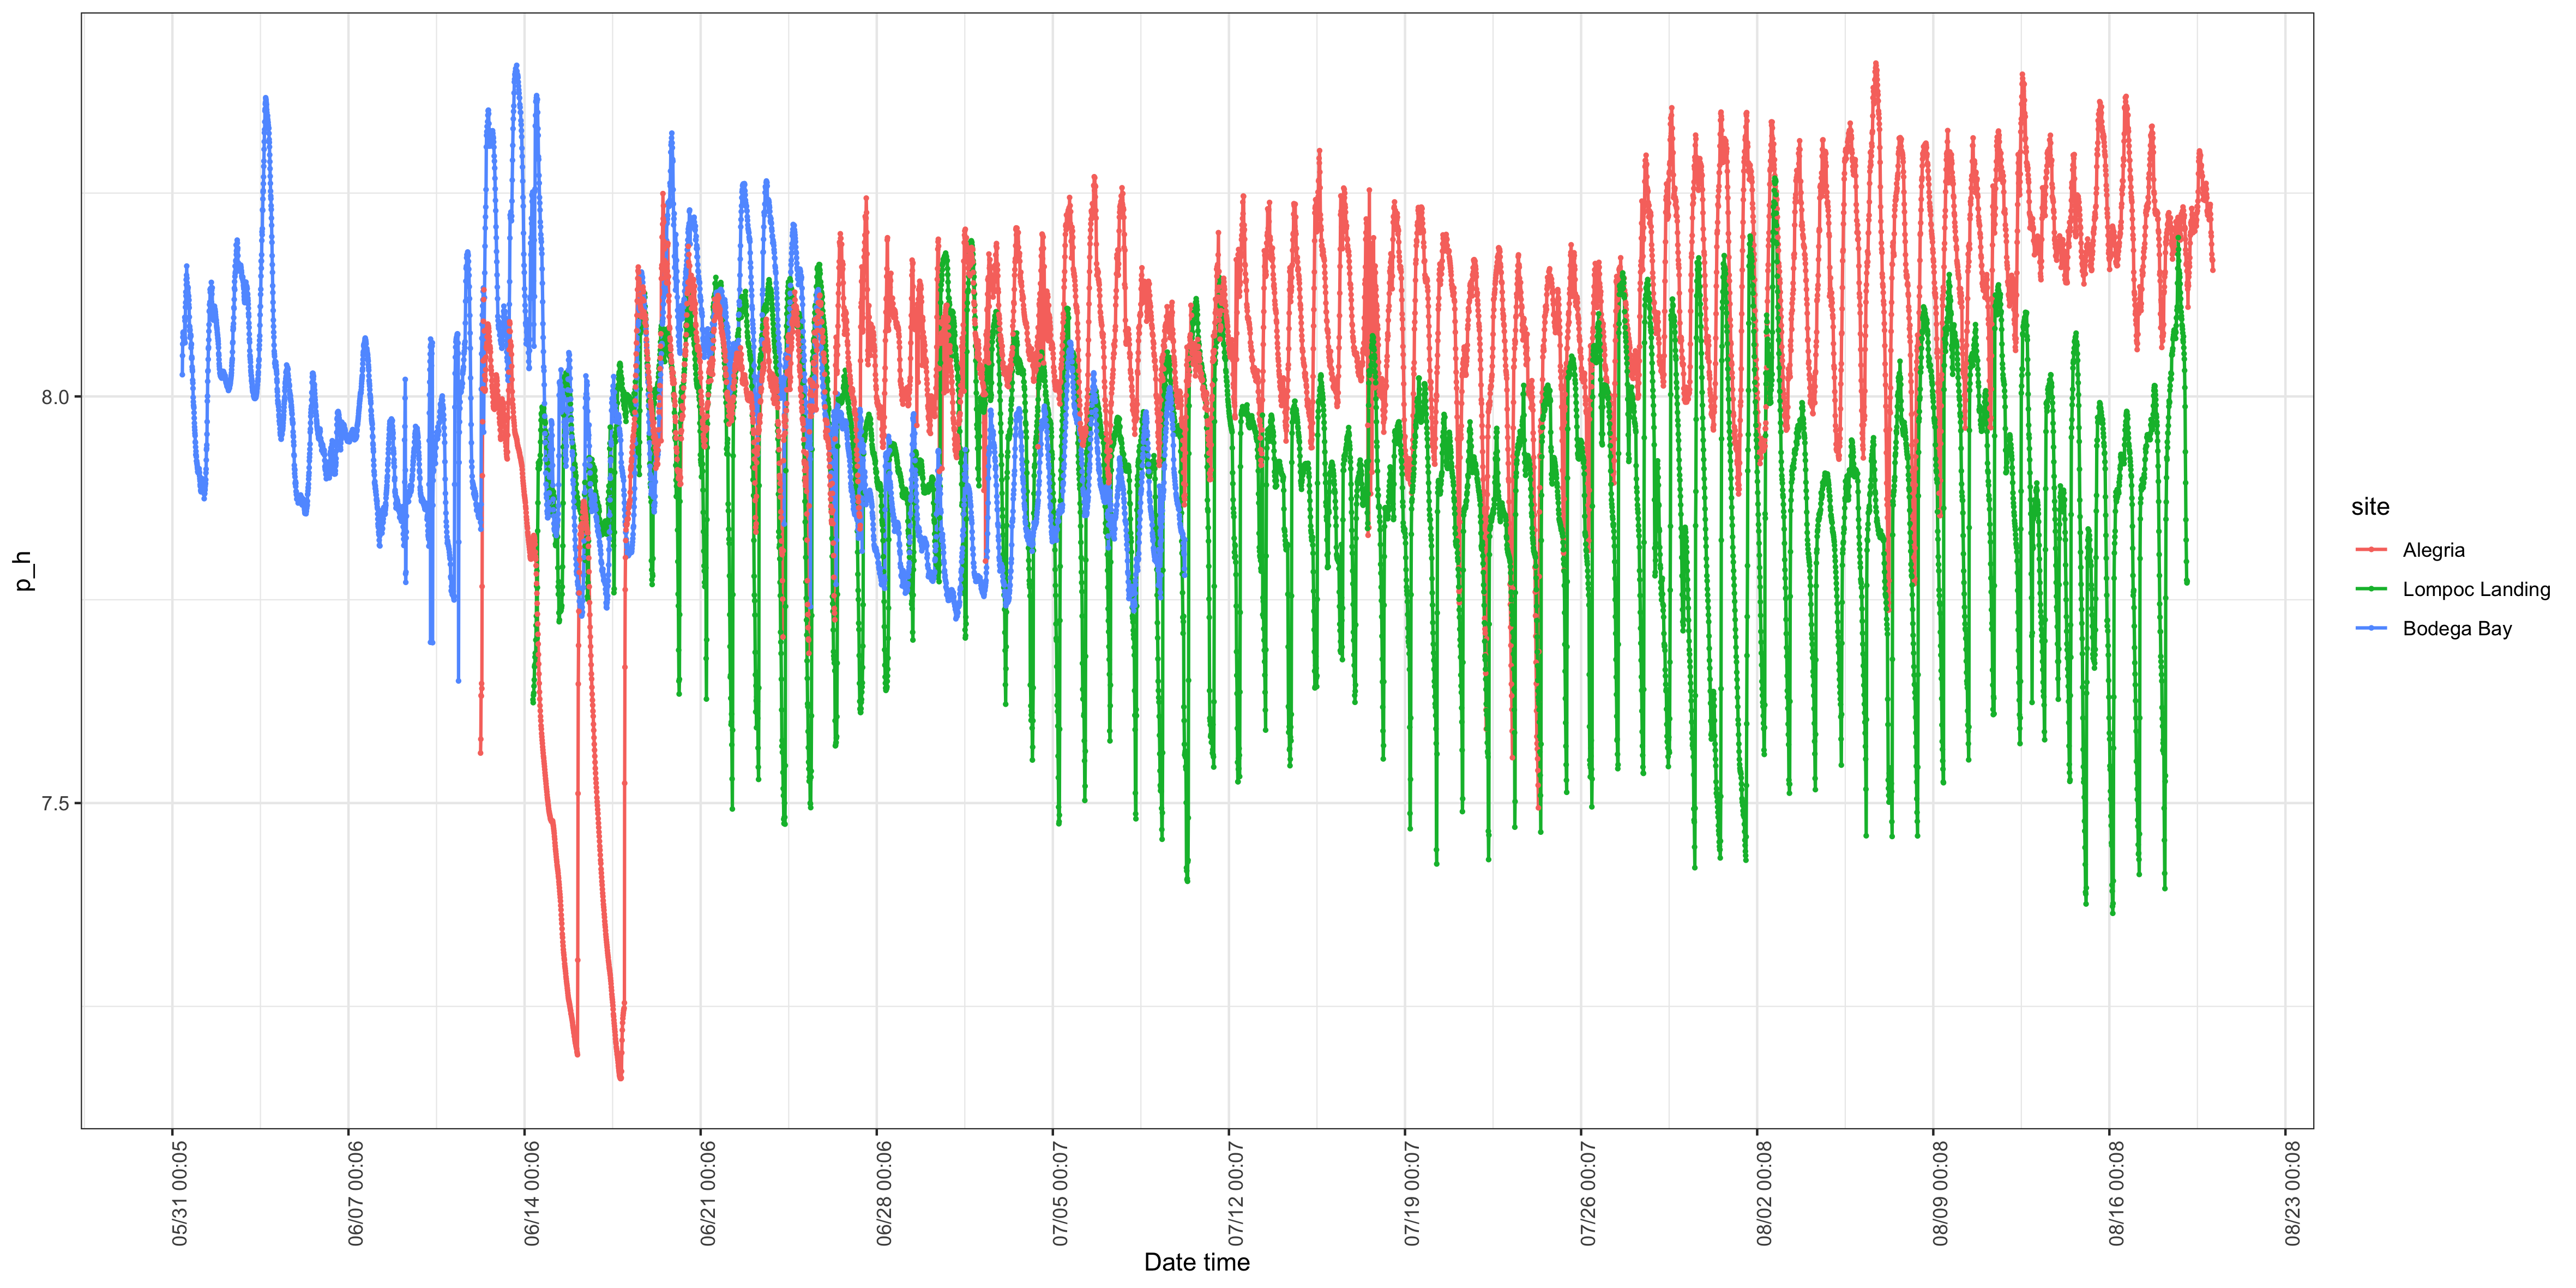 p_h
8.0
7.5
05/31 00:05
06/07 00:06
06/14 00:06
06/21 00:06
06/28 00:06
07/05 00:07
07/12 00:07
07/19 00:07
07/26 00:07
08/02 00:08
08/09 00:08
08/16 00:08
08/23 00:08
Date time
site
Alegria
Lompoc Landing
Bodega Bay